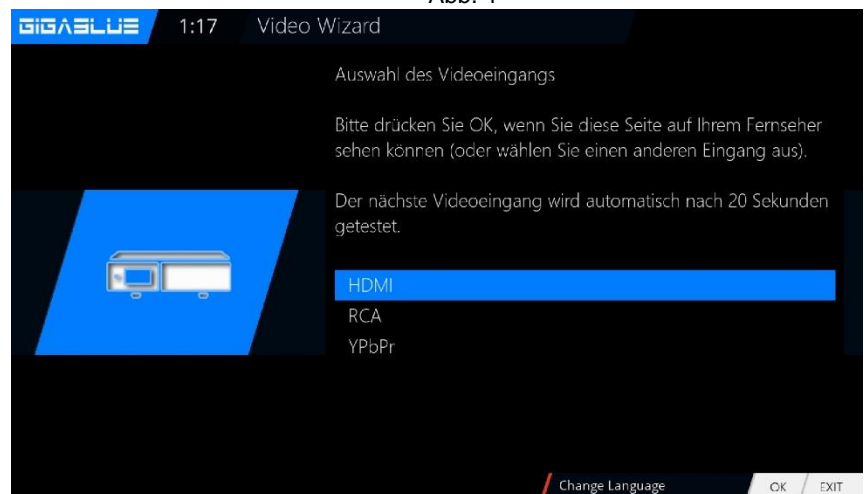 GIGABLUE 1:17 Video Wizard
Auswahl des Videoeingangs
Bitte drücken Sie OK, wenn Sie diese Seite auf Ihrem Fernseher
sehen können (oder wählen Sie einen anderen Eingang aus).
Der nächste Videoeingang wird automatisch nach 20 Sekunden
getestet.
HDMI
RCA
YPbPr
Change Language OK EXIT